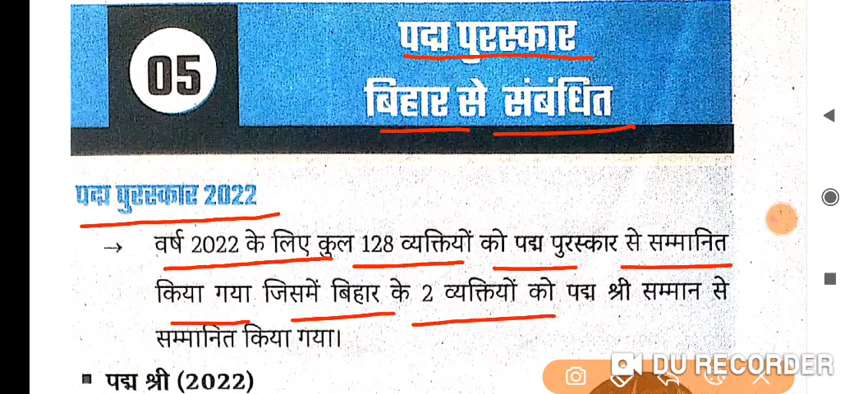 05
पद्म पुरस्कार
बिहार से संबंधित
पद्म पुरस्कार 2022
→ वर्ष 2022 के लिए कुल 128 व्यक्तियों को पद्म पुरस्कार से सम्मानित
किया गया जिसमें बिहार के 2 व्यक्तियों को पद्म श्री सम्मान से
सम्मानित किया गया।
■ पद्म श्री (2022)
DU RECORDER